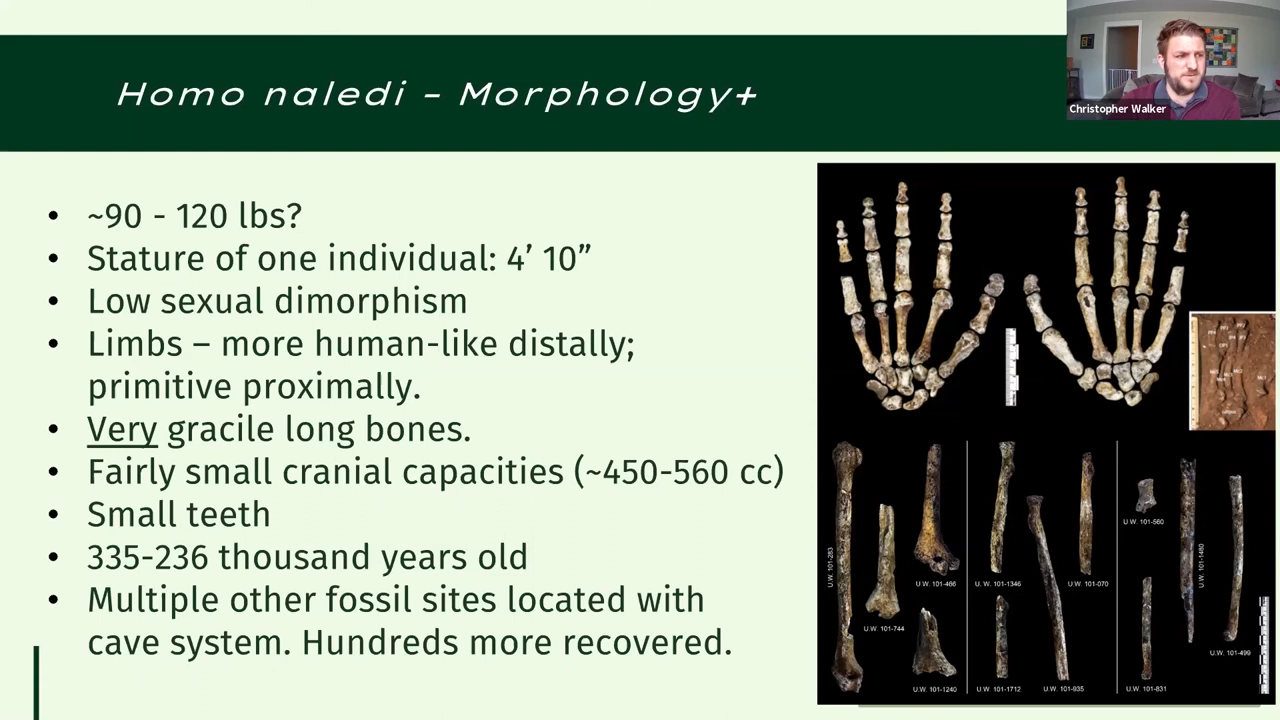 Homo naledi – Morphology+
Christopher Walker
• ~90 - 120 lbs?
• Stature of one individual: 4’ 10”
• Low sexual dimorphism
• Limbs – more human-like distally;
primitive proximally.
• Very gracile long bones.
• Fairly small cranial capacities (~450-560 cc)
• Small teeth
• 335-236 thousand years old
• Multiple other fossil sites located with
cave system. Hundreds more recovered.
U.W. 101-283
U.W. 101-744
U.W. 101-466
U.W. 101-1240
U.W. 101-1346
U.W. 101-1712
U.W. 101-935
U.W. 101-070
U.W. 101-560
U.W. 101-831
U.W. 101-1480
U.W. 101-499